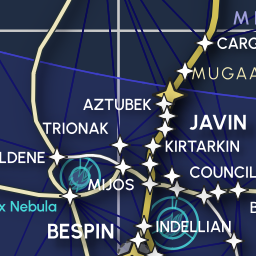 M
CARG
MUGAA
AZTUBEK
TRIONAK
JAVIN
KIRTARKIN
LDENE
COUNCIL
MIJOS
x Nebula
B
BESPIN
INDELLIAN